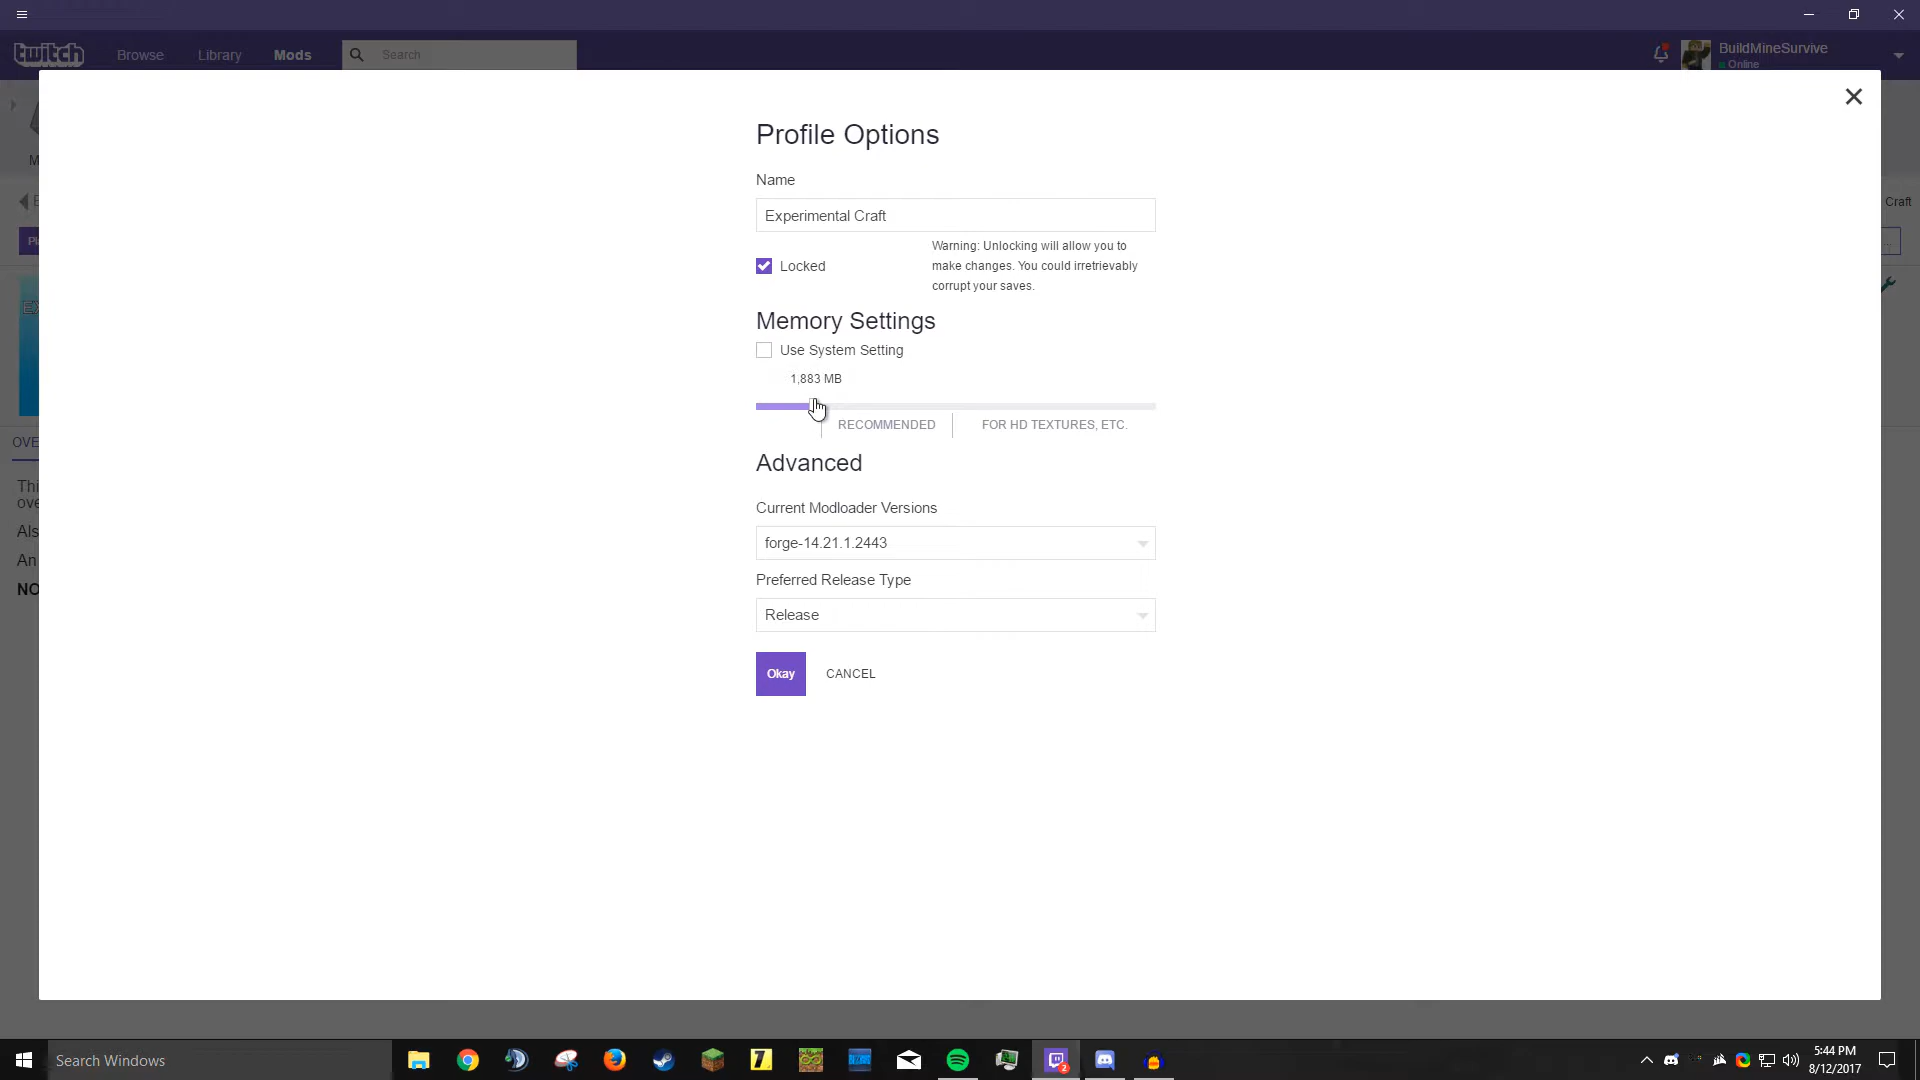 twitch
Browse
Library
Mods
Search
BuildMineSurvive
Online
Craft
Profile Options
Name
Experimental Craft
Locked
Warning: Unlocking will allow you to
make changes. You could irretrievably
corrupt your saves.
Memory Settings
Use System Setting
1,883 MB
RECOMMENDED
FOR HD TEXTURES, ETC.
Advanced
Current Modloader Versions
forge-14.21.1.2443
Preferred Release Type
Release
Okay
CANCEL
OVE
Thi
ove
Als
An
NO
Search Windows
7
2
5:44 PM
8/12/2017